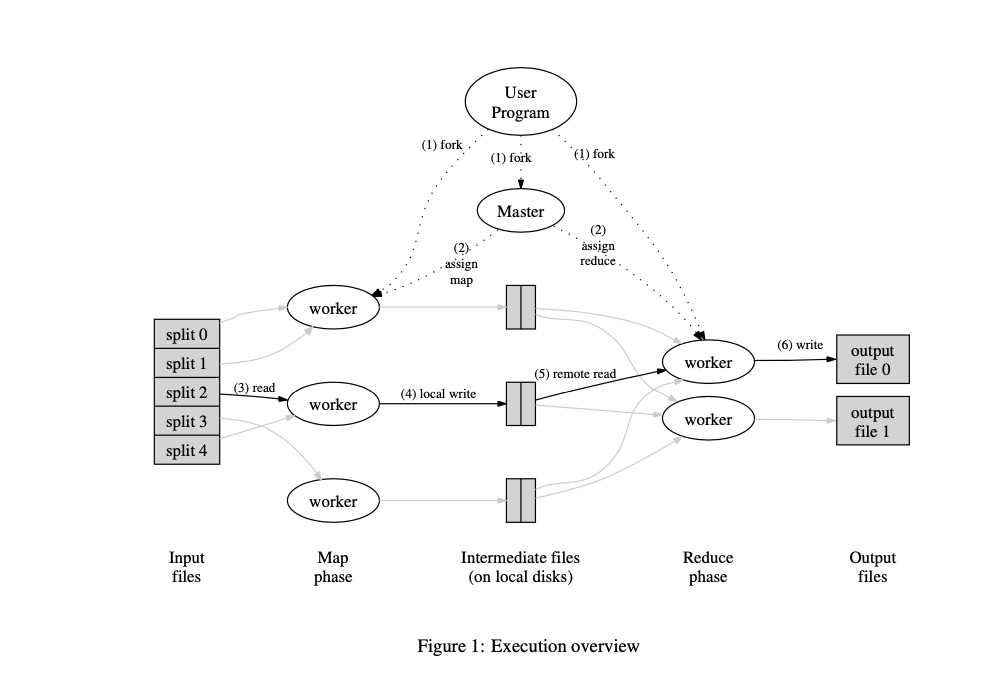 User
Program
(1) fork
(1) fork
(1) fork
Master
(2)
assign
map
(2)
assign
reduce
worker
split 0
split 1
split 2
split 3
split 4
(3) read
worker
(4) local write
(5) remote read
worker
worker
(6) write
output
file 0
worker
output
file 1
Input
files
Map
phase
Intermediate files
(on local disks)
Reduce
phase
Output
files
Figure 1: Execution overview